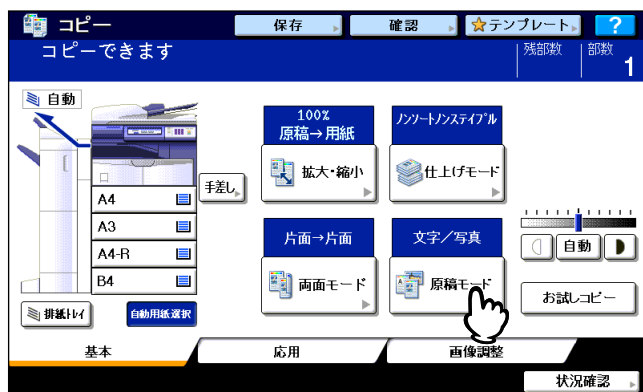 コピー
保存
確認
テンプレート
?
コピーできます
残部数
部数
1
自動
100%
原稿→用紙
拡大・縮小
ノンソートノンステイプル
仕上げモード
手差し
A4
A3
A4-R
B4
片面→片面
両面モード
文字/写真
原稿モード
自動
お試しコピー
排紙トレイ
自動用紙選択
基本
応用
画像調整
状況確認